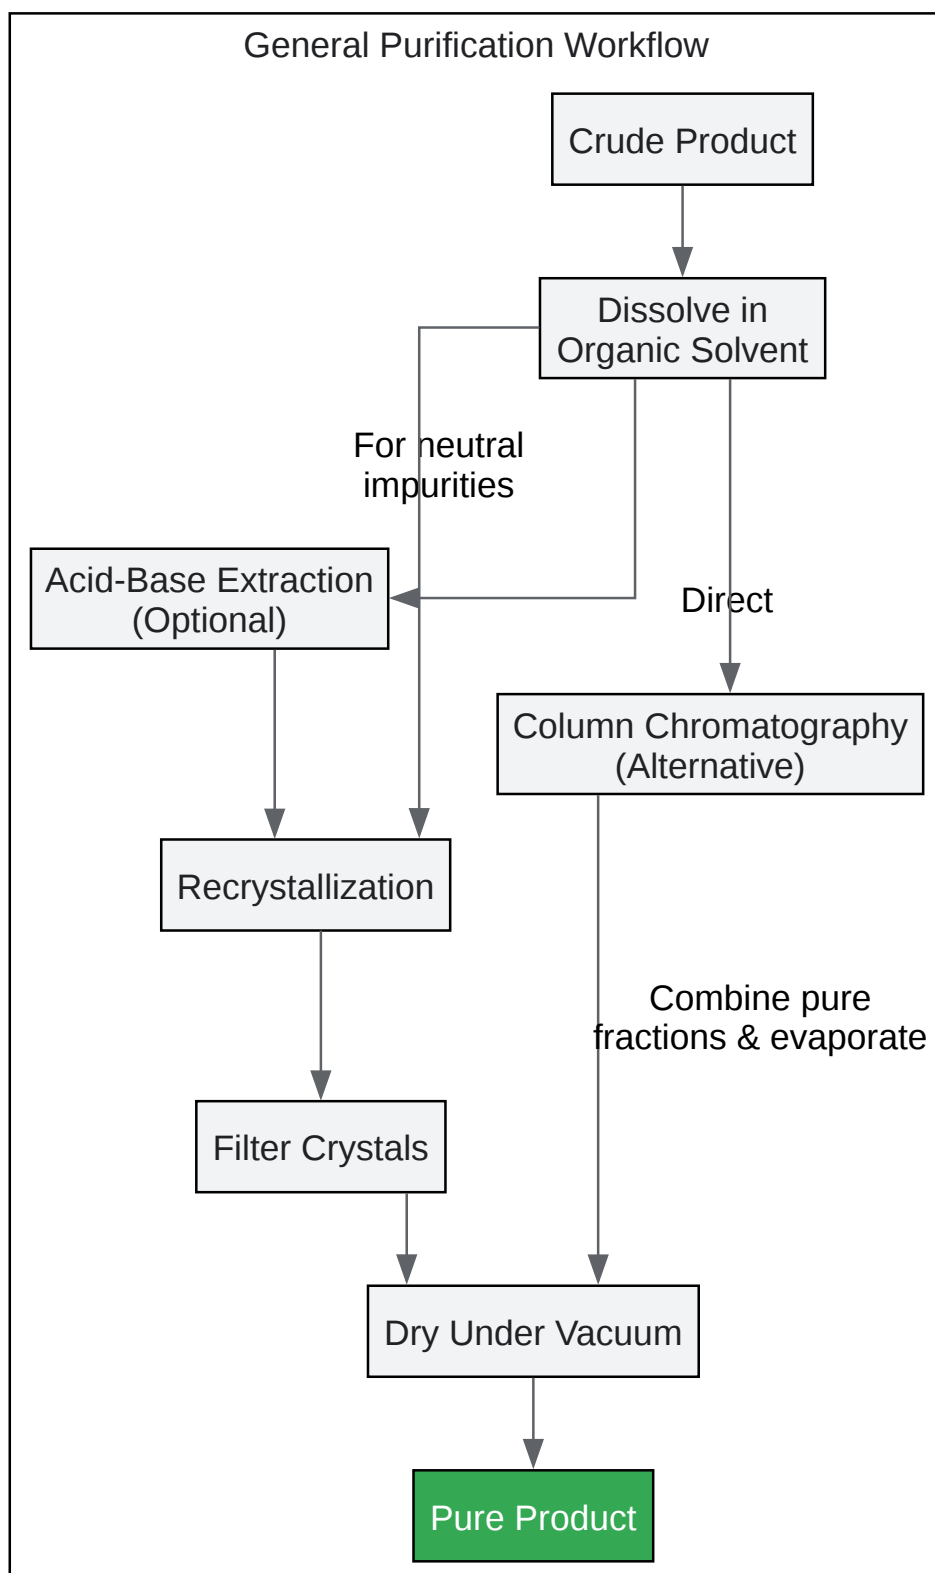 General Purification Workflow
Crude Product
Dissolve in
Organic Solvent
For neutral
impurities
Acid-Base Extraction
(Optional)
Direct
Column Chromatography
(Alternative)
Recrystallization
Combine pure
fractions & evaporate
Filter Crystals
Dry Under Vacuum
Pure Product